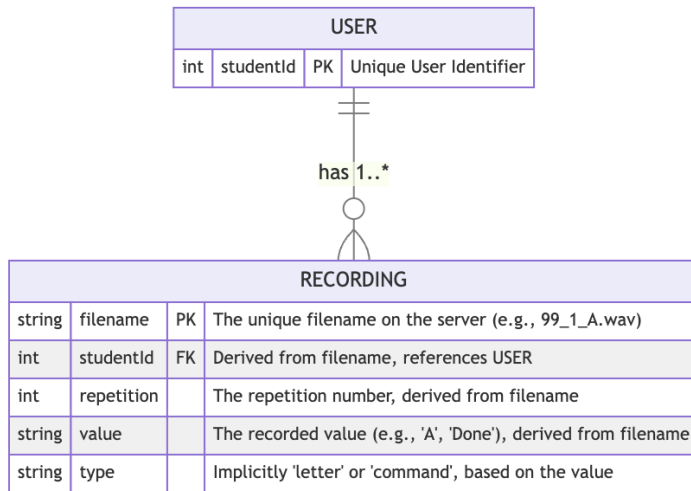 USER
int studentId PK Unique User Identifier
has 1..*
RECORDING
string filename PK The unique filename on the server (e.g., 99_1_A.wav)
int studentId FK Derived from filename, references USER
int repetition The repetition number, derived from filename
string value The recorded value (e.g., 'A', 'Done'), derived from filename
string type Implicitly 'letter' or 'command', based on the value